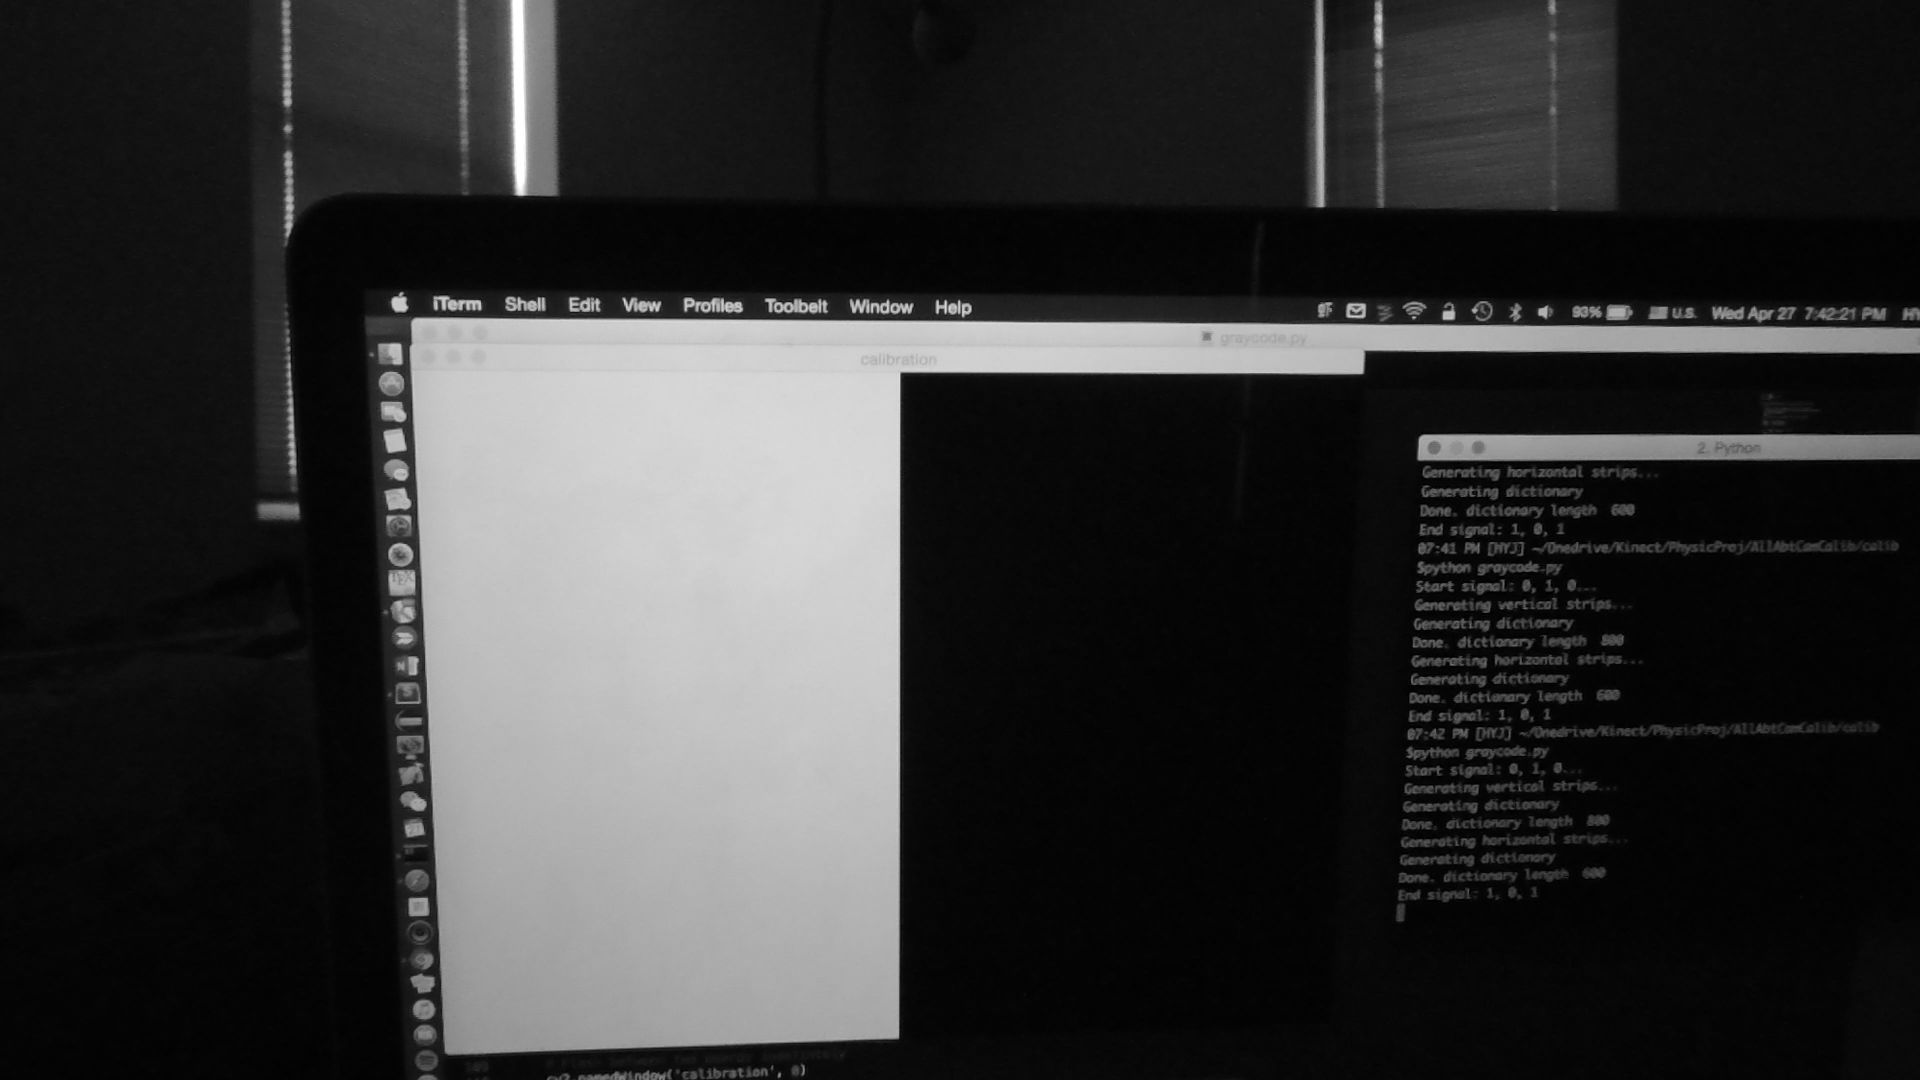 iTerm Shell Edit View Profiles Toolbelt Window Help 93% U.S. Wed Apr 27 7:42:21 PM HY
graycode.py
calibration
2. Python
Generating horizontal strips...
Generating dictionary
Done. dictionary length 600
End signal: 1, 0, 1
07:41 PM [HYJ] ~/Onedrive/Kinect/PhysicProj/AllAbtCamCalib/calib
$python graycode.py
Start signal: 0, 1, 0...
Generating vertical strips...
Generating dictionary
Done. dictionary length 800
Generating horizontal strips...
Generating dictionary
Done. dictionary length 600
End signal: 1, 0, 1
07:42 PM [HYJ] ~/Onedrive/Kinect/PhysicProj/AllAbtCamCalib/calib
$python graycode.py
Start signal: 0, 1, 0...
Generating vertical strips...
Generating dictionary
Done. dictionary length 800
Generating horizontal strips...
Generating dictionary
Done. dictionary length 600
End signal: 1, 0, 1
cv2.namedWindow('calibration', 0)